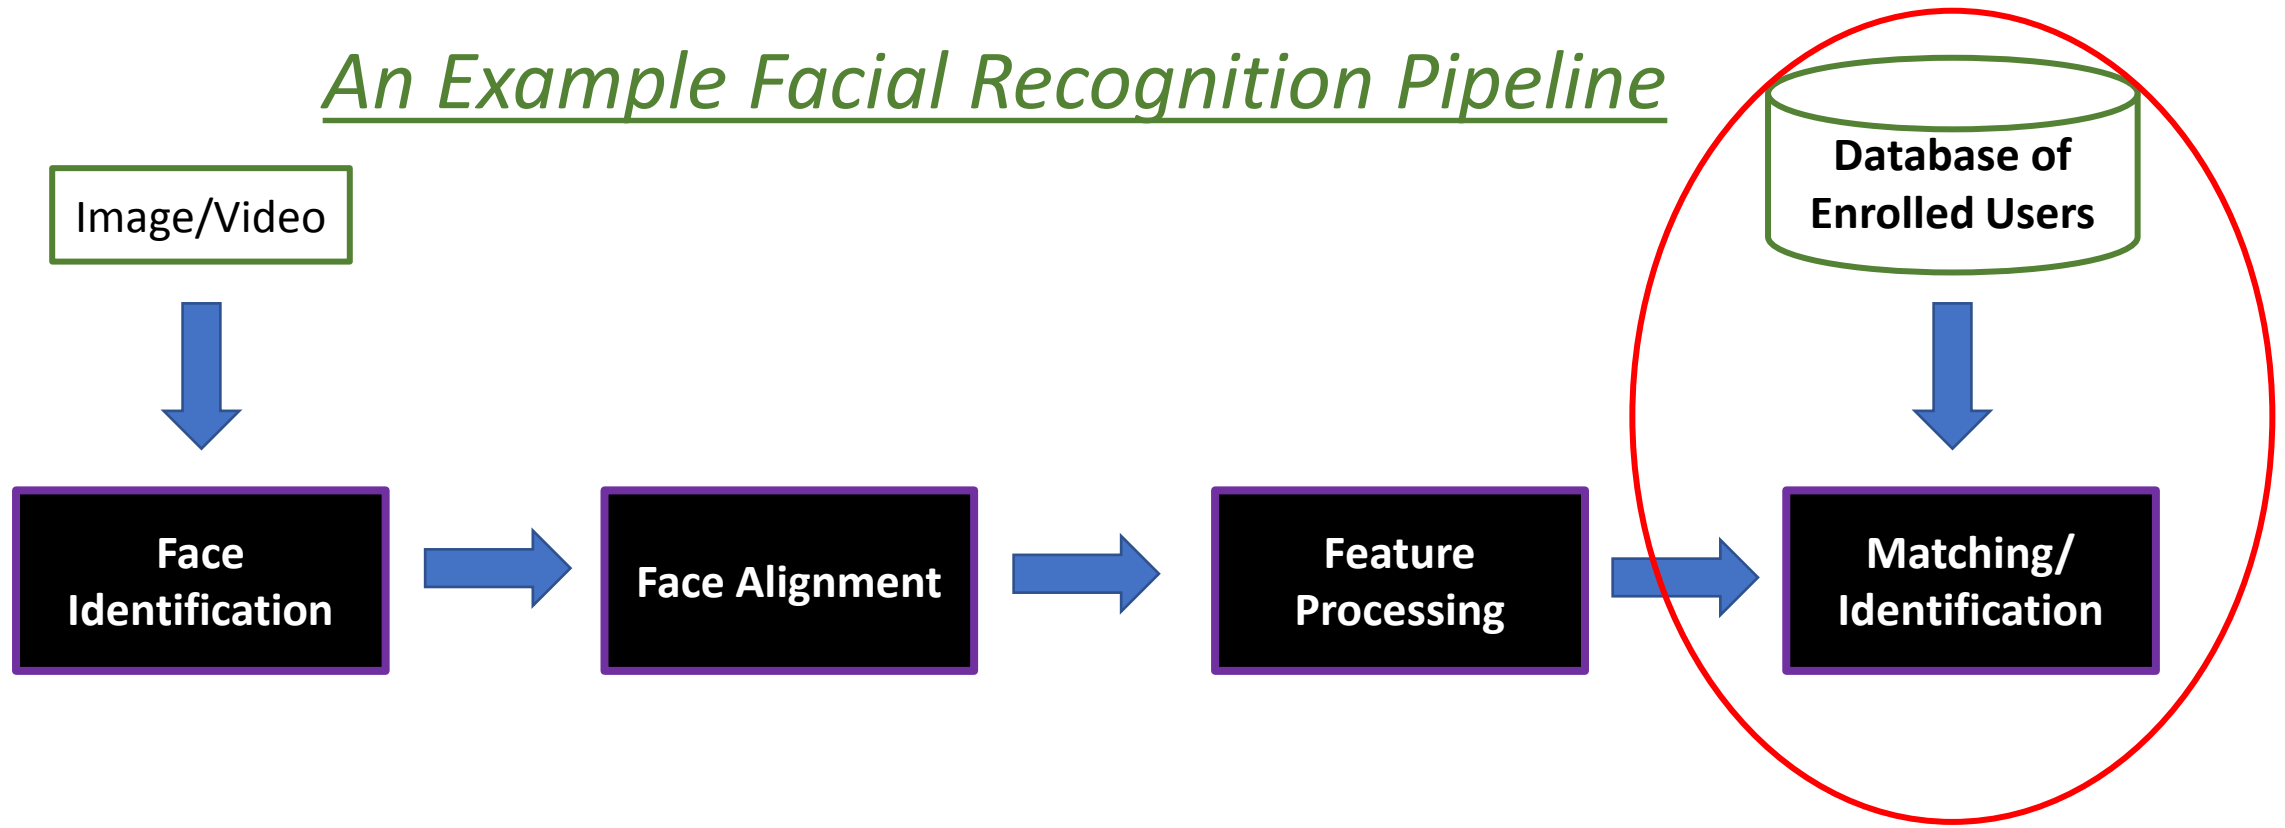 An Example Facial Recognition Pipeline
Image/Video
Database of
Enrolled Users
Face
Identification
Face Alignment
Feature
Processing
Matching/
Identification